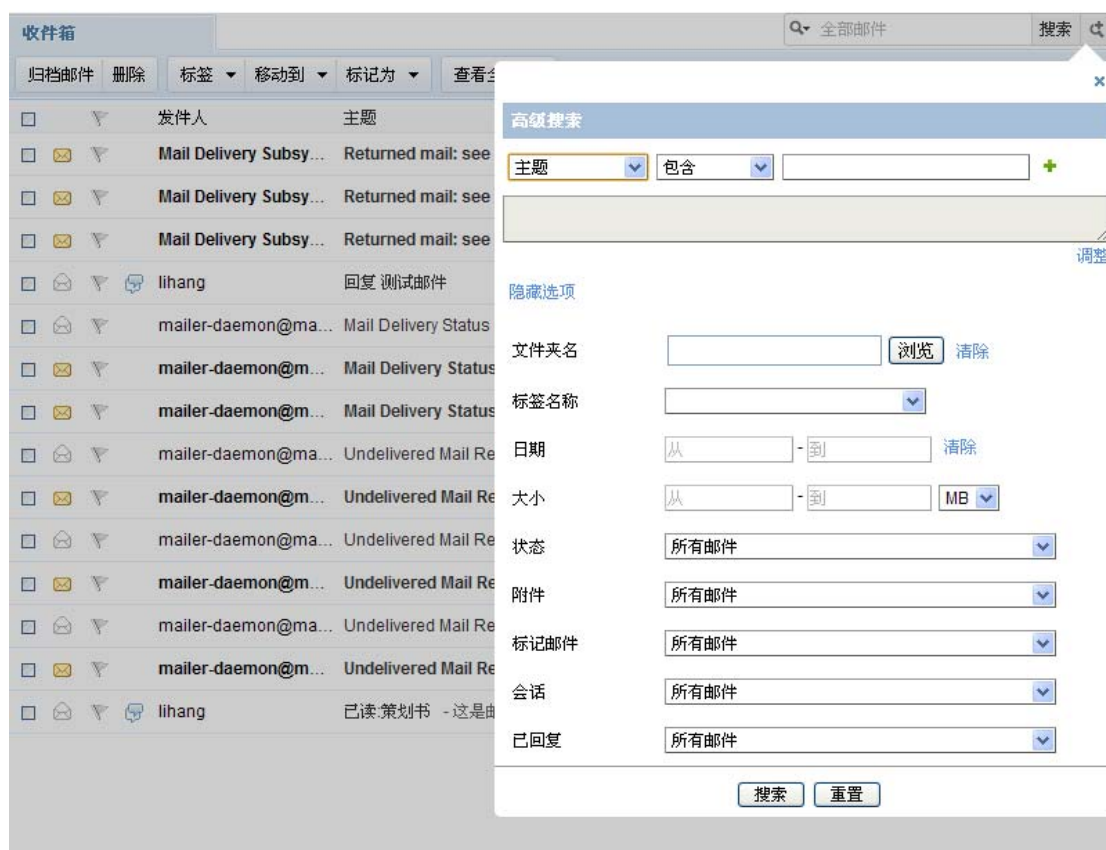 收件箱 全部邮件 搜索
归档邮件 删除 标签 移动到 标记为 查看
发件人 主题
Mail Delivery Subsy... Returned mail: see
Mail Delivery Subsy... Returned mail: see
Mail Delivery Subsy... Returned mail: see
lihang 回复 测试邮件
mailer-daemon@ma... Mail Delivery Status
mailer-daemon@m... Mail Delivery Status
mailer-daemon@m... Mail Delivery Status
mailer-daemon@ma... Undelivered Mail Re
mailer-daemon@m... Undelivered Mail Re
mailer-daemon@ma... Undelivered Mail Re
mailer-daemon@m... Undelivered Mail Re
mailer-daemon@ma... Undelivered Mail Re
mailer-daemon@m... Undelivered Mail Re
lihang 已读:策划书 - 这是邮
高级搜索
主题 包含
调整
隐藏选项
文件夹名 浏览 清除
标签名称
日期 从 - 到 清除
大小 从 - 到 MB
状态 所有邮件
附件 所有邮件
标记邮件 所有邮件
会话 所有邮件
已回复 所有邮件
搜索 重置